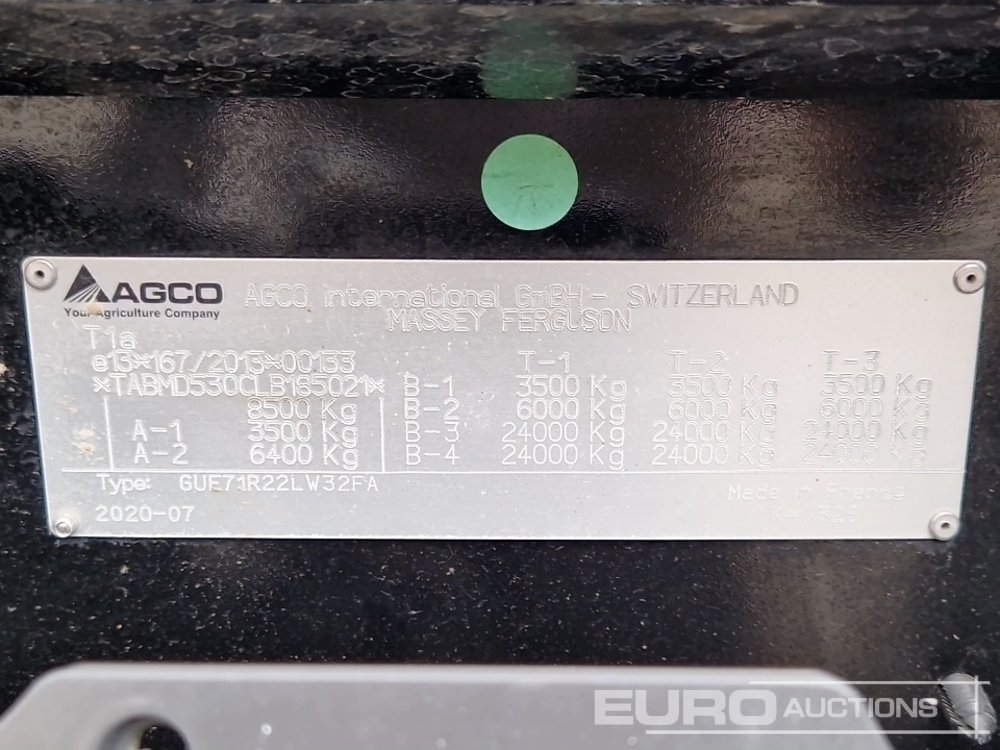 AGCO
Your Agriculture Company
AGCO International GmBH - SWITZERLAND
MASSEY FERGUSON
T1a
e13*167/2013*00133 T-1 T-2 T-3
B-1 3500 Kg 3500 Kg 3500 Kg
8500 Kg B-2 6000 Kg 6000 Kg 6000 Kg
A-1 3500 Kg B-3 24000 Kg 24000 Kg 24000 Kg
A-2 6400 Kg B-4 24000 Kg 24000 Kg 24000 Kg
Type: GUE71R22LW32FA Made in France
2020-07
EURO AUCTIONS